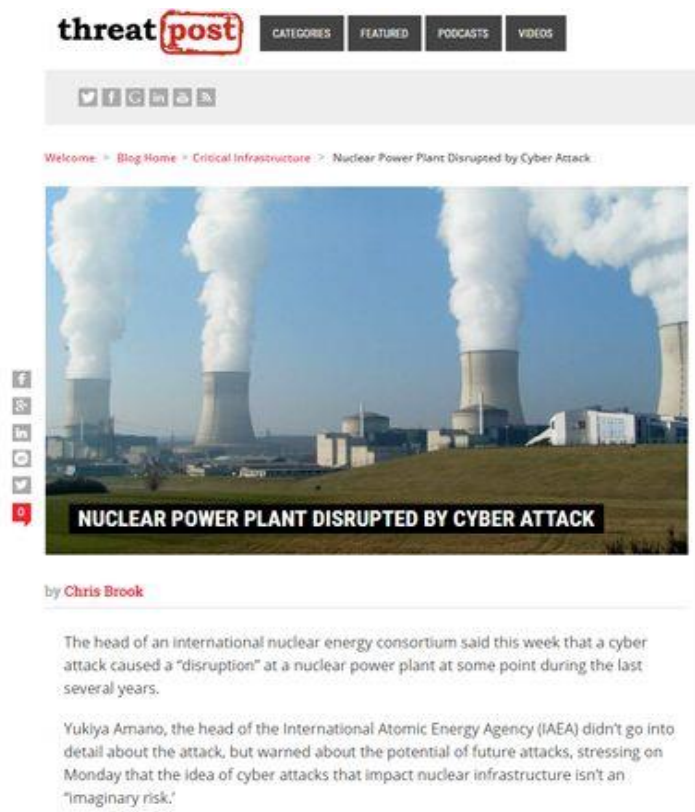 threatpost
CATEGORIES FEATURED PODCASTS VIDEOS
Welcome > Blog Home > Critical Infrastructure > Nuclear Power Plant Disrupted by Cyber Attack
0
NUCLEAR POWER PLANT DISRUPTED BY CYBER ATTACK
by Chris Brook
The head of an international nuclear energy consortium said this week that a cyber
attack caused a "disruption" at a nuclear power plant at some point during the last
several years.
Yukiya Amano, the head of the International Atomic Energy Agency (IAEA) didn't go into
detail about the attack, but warned about the potential of future attacks, stressing on
Monday that the idea of cyber attacks that impact nuclear infrastructure isn't an
"imaginary risk.'